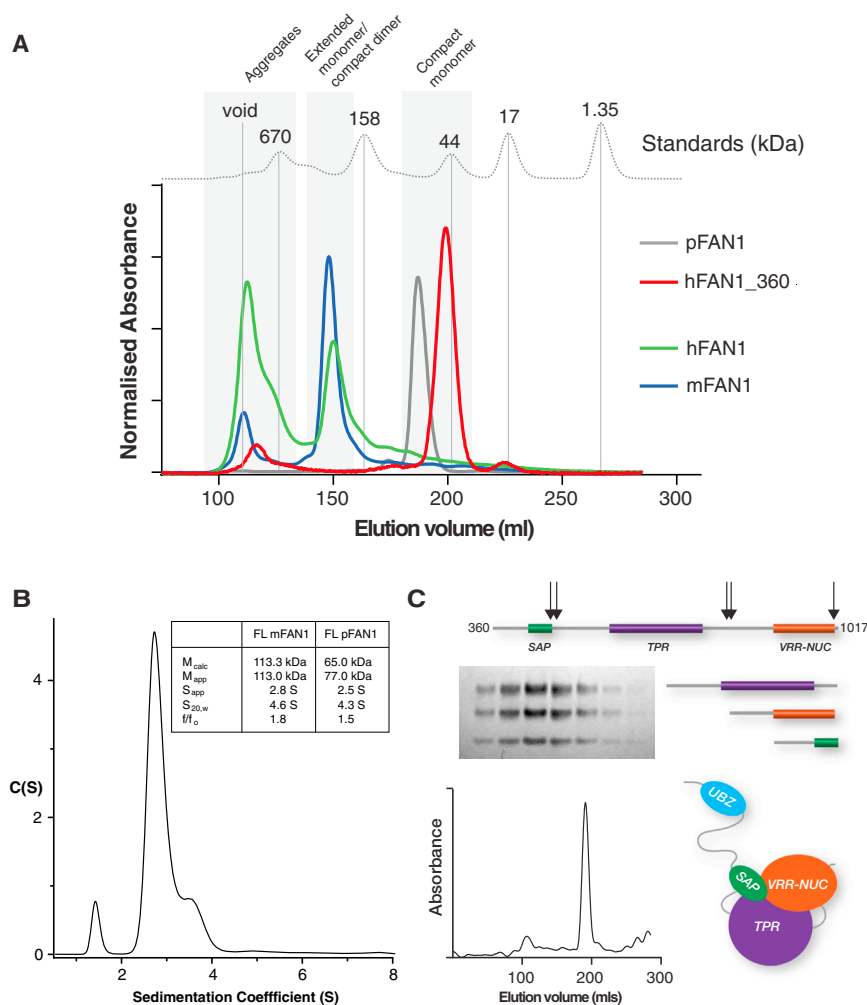 A
Aggregates
Extended
monomer/
compact dimer
Compact
monomer
void
670
158
44
17
1.35
Standards (kDa)
Normalised Absorbance
pFAN1
hFAN1_360
hFAN1
mFAN1
100
150
200
250
300
Elution volume (ml)
B
FL mFAN1 FL pFAN1
Mcalc 113.3 kDa 65.0 kDa
Mapp 113.0 kDa 77.0 kDa
Sapp 2.8 S 2.5 S
S20,w 4.6 S 4.3 S
f/fo 1.8 1.5
4
C(S)
2
0
2
4
6
8
Sedimentation Coeffficient (S)
C
360
1017
SAP
TPR
VRR-NUC
Absorbance
100
200
300
Elution volume (mls)
UBZ
SAP
VRR-NUC
TPR